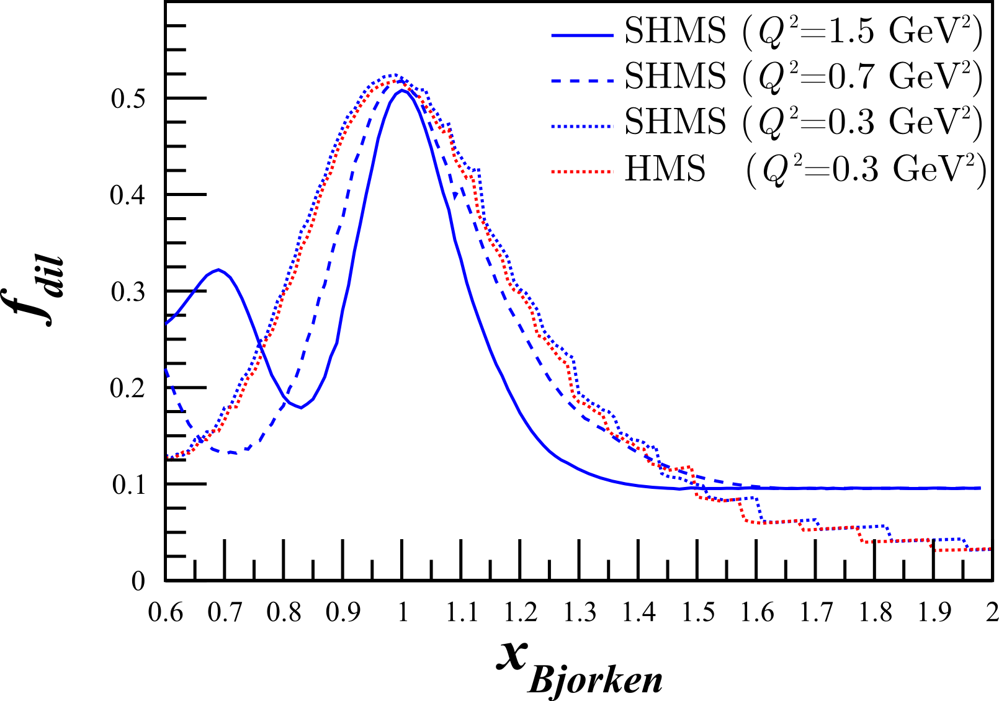 SHMS (Q²=1.5 GeV²)
SHMS (Q²=0.7 GeV²)
SHMS (Q²=0.3 GeV²)
HMS (Q²=0.3 GeV²)
0.5
0.4
0.3
0.2
0.1
0
f dil
0.6 0.7 0.8 0.9 1 1.1 1.2 1.3 1.4 1.5 1.6 1.7 1.8 1.9 2
x Bjorken